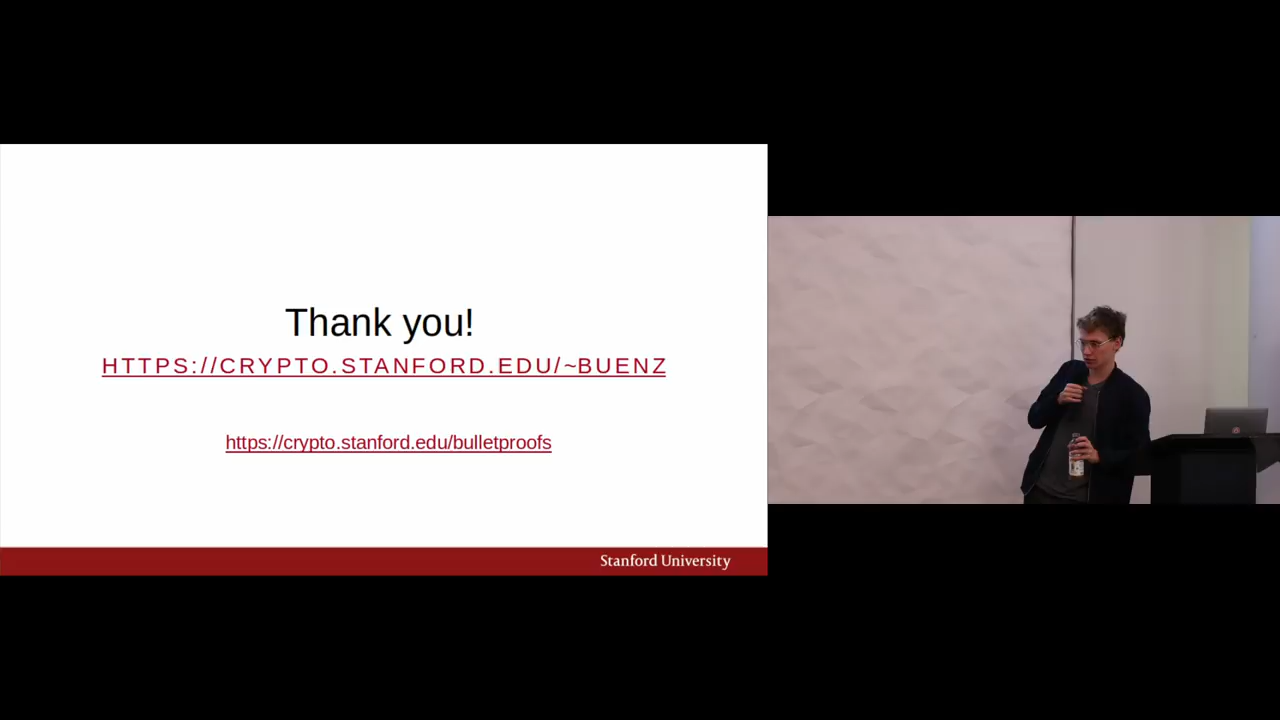 Thank you!
HTTPS://CRYPTO.STANFORD.EDU/~BUENZ
https://crypto.stanford.edu/bulletproofs
Stanford University